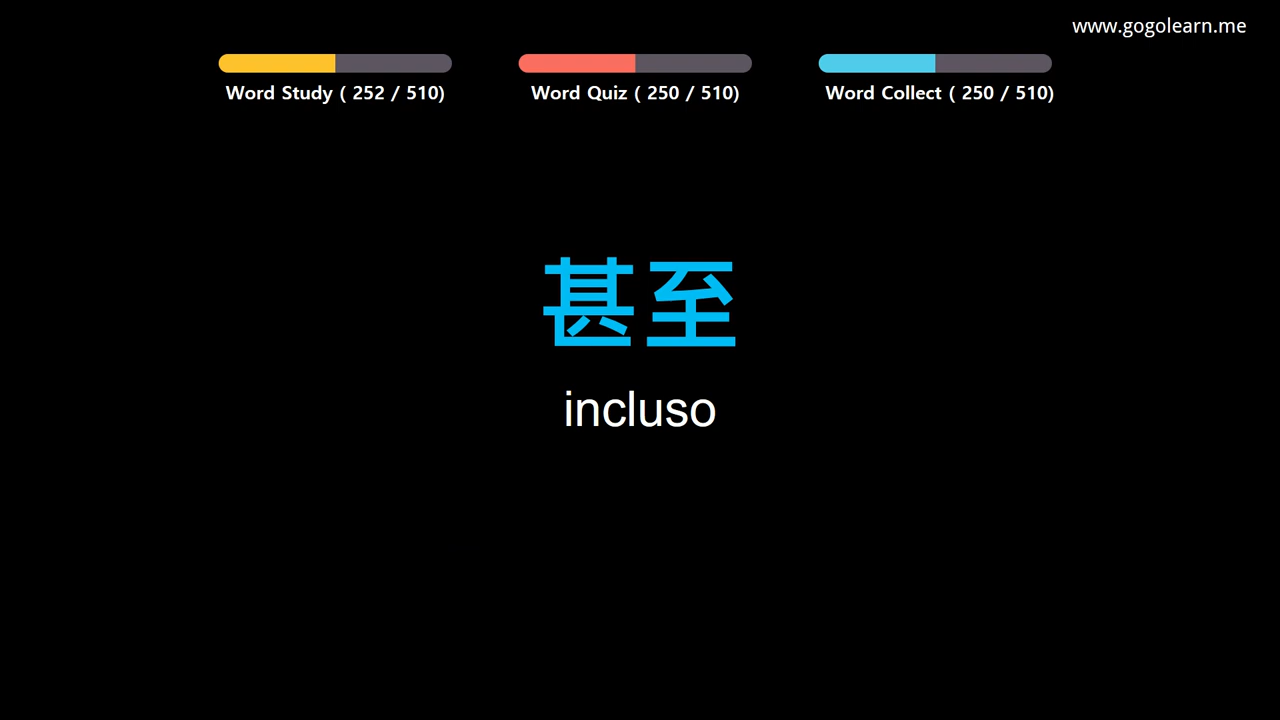 www.gogolearn.me
Word Study ( 252 / 510)
Word Quiz ( 250 / 510)
Word Collect ( 250 / 510)
甚至
incluso